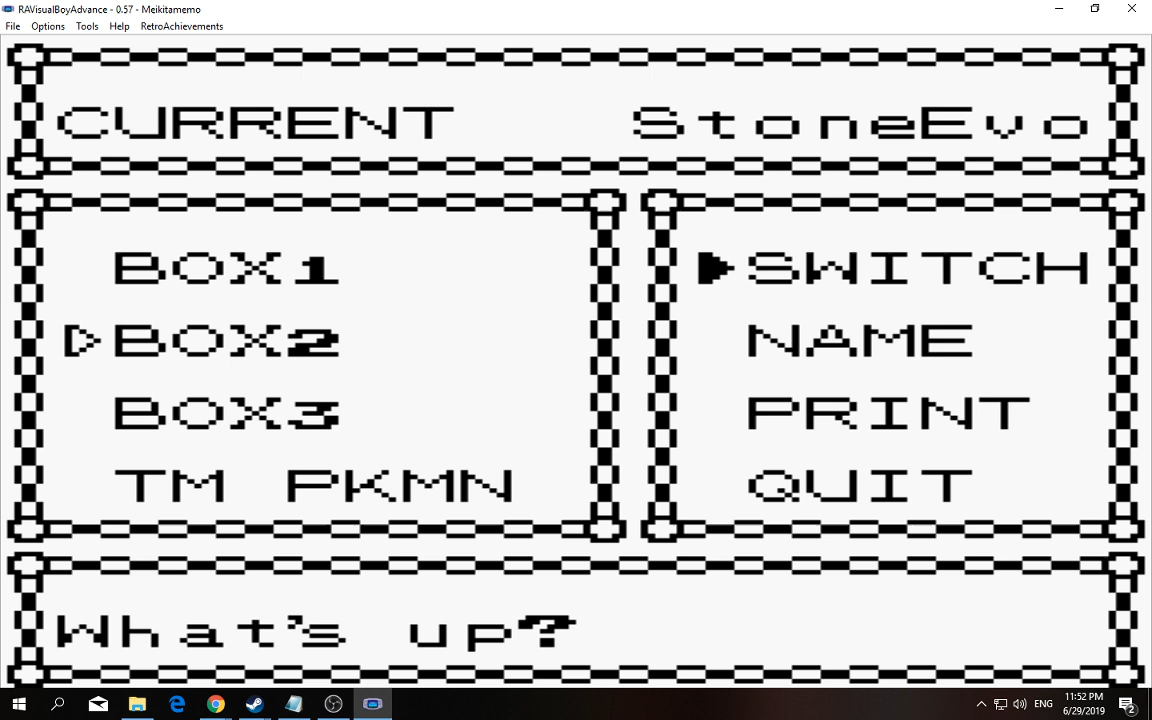 RAVisualBoyAdvance - 0.57 - Meikitamemo
File Options Tools Help RetroAchievements
CURRENT StoneEvo
BOX1
BOX2
BOX3
TM PKMN
SWITCH
NAME
PRINT
QUIT
What's up?
ENG
11:52 PM
6/29/2019
2